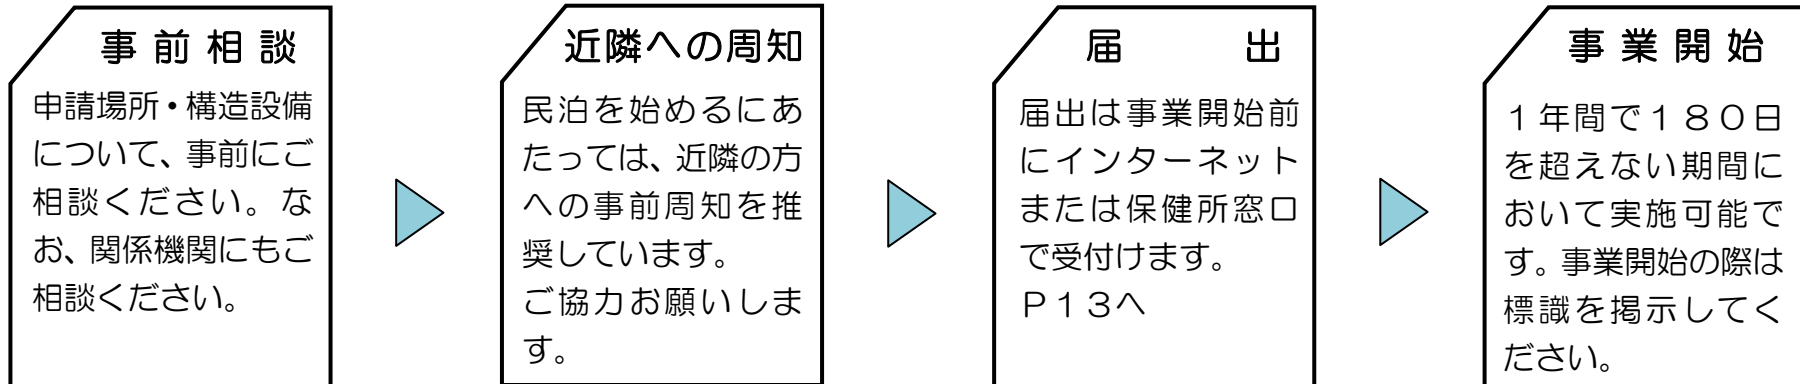 事前相談
申請場所・構造設備
について、事前にご
相談ください。な
お、関係機関にもご
相談ください。
近隣への周知
民泊を始めるにあ
たっては、近隣の方
への事前周知を推
奨しています。
ご協力お願いしま
す。
届出
届出は事業開始前
にインターネット
または保健所窓口
で受付けます。
Ｐ１３へ
事業開始
１年間で１８０日
を超えない期間に
おいて実施可能で
す。事業開始の際は
標識を掲示してく
ださい。